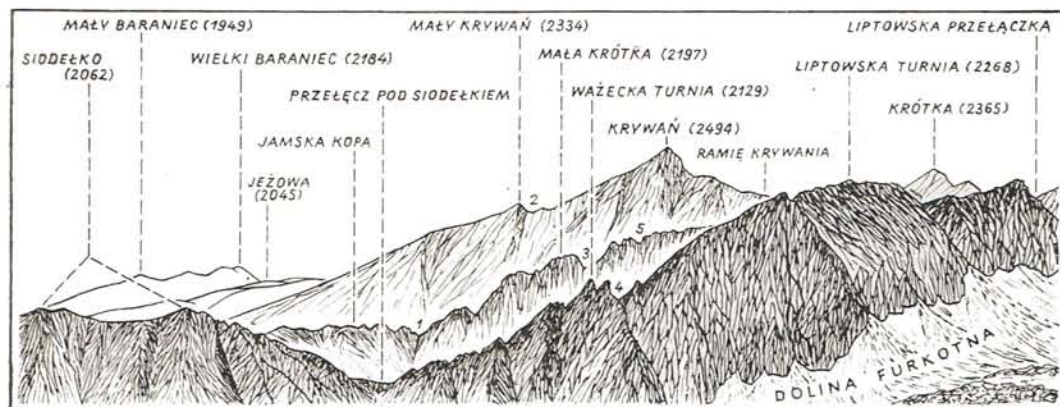 MAŁY BARANIEC (1949)
MAŁY KRYWAŃ (2334)
LIPTOWSKA PRZEŁĄCZKA
SIODEŁKO
(2062)
WIELKI BARANIEC (2184)
MAŁA KRÓTKA (2197)
LIPTOWSKA TURNIA (2268)
PRZEŁĘCZ POD SIODEŁKIEM
WAŻECKA TURNIA (2129)
KRÓTKA (2365)
JAMSKA KOPA
KRYWAŃ (2494)
RAMIĘ KRYWANIA
JEŻOWA
(2045)
2
5
3
4
1
DOLINA FURKOTNA